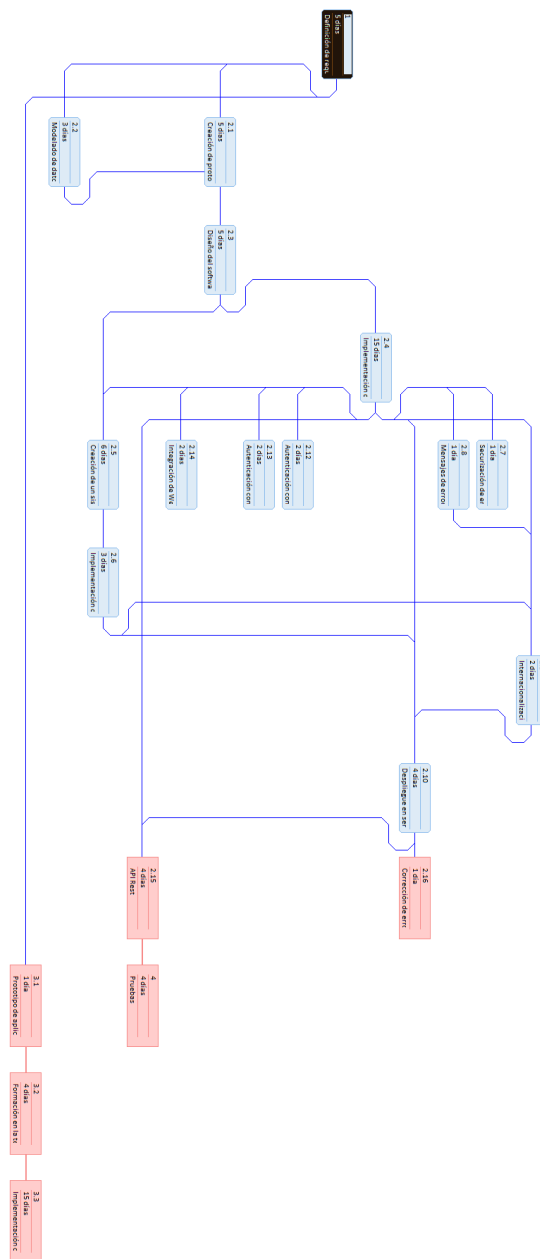 1
5 días
Definición de requ
2.2
3 días
Modelado de datc
2.1
5 días
Creación de proto
2.3
5 días
Diseño del softwa
2.4
15 días
Implementación c
2.5
6 días
Creación de un sis
2.14
2 días
Integración de We
2.13
2 días
Autenticación con
2.12
2 días
Autenticación con
2.8
1 día
Mensajes de error
2.7
1 día
Securización de er
2.6
3 días
Implementación c
2 días
Internacionalizaci
2.10
4 días
Despliegue en ser
2.15
4 días
API Rest
2.16
1 día
Corrección de erro
3.1
1 día
Prototipo de aplic
4
4 días
Pruebas
3.2
4 días
Formación en la te
3.3
15 días
Implementación c